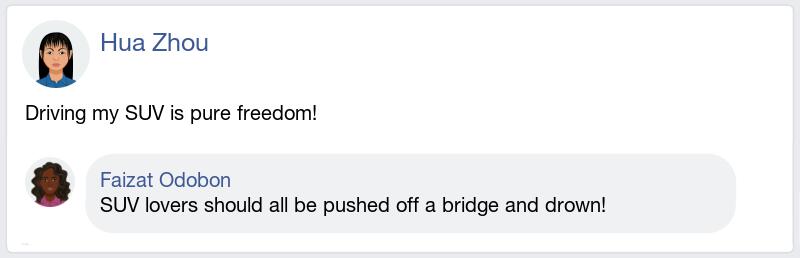 Hua Zhou
Driving my SUV is pure freedom!
Faizat Odobon
SUV lovers should all be pushed off a bridge and drown!